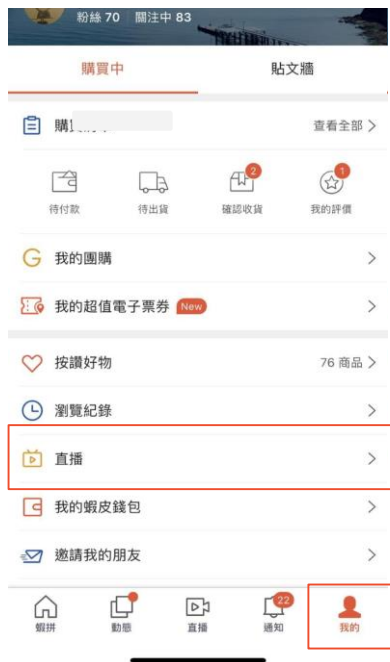 粉絲 70 關注中 83
購買中 貼文牆
查看全部 >
2 1
待付款 待出貨 確認收貨 我的評價
我的團購 >
我的超值電子票券 New >
按讚好物 76 商品 >
瀏覽紀錄 >
直播 >
我的蝦皮錢包 >
邀請我的朋友 >
22
蝦拼 動態 直播 通知 我的